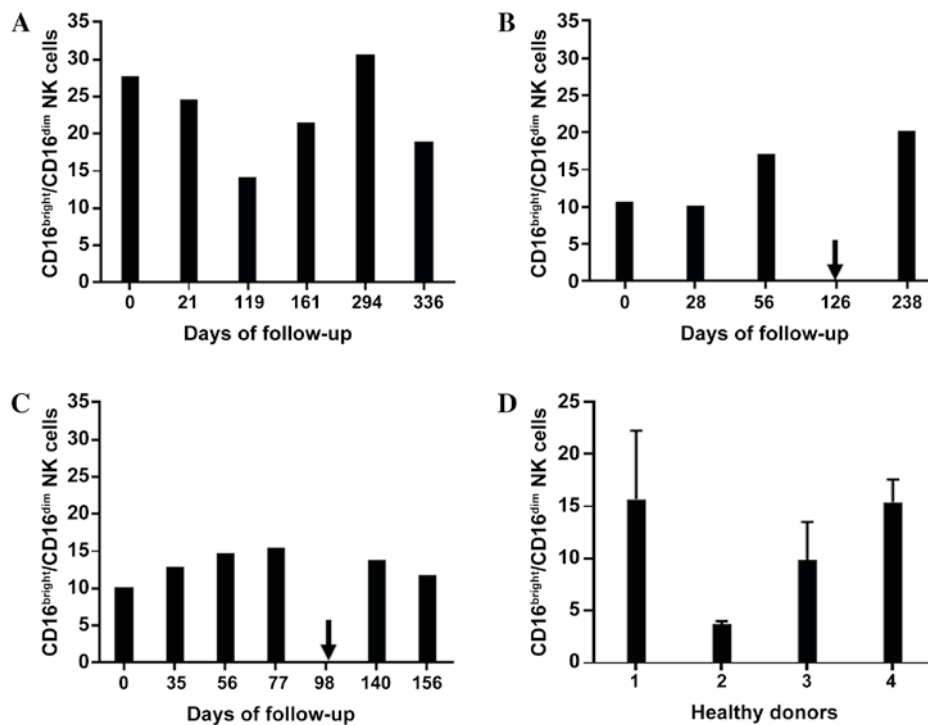 A
CD16bright/CD16dim NK cells
35
30
25
20
15
10
5
0
0 21 119 161 294 336
Days of follow-up
B
CD16bright/CD16dim NK cells
35
30
25
20
15
10
5
0
0 28 56 126 238
Days of follow-up
C
CD16bright/CD16dim NK cells
35
30
25
20
15
10
5
0
0 35 56 77 98 140 156
Days of follow-up
D
CD16bright/CD16dim NK cells
25
20
15
10
5
0
1 2 3 4
Healthy donors